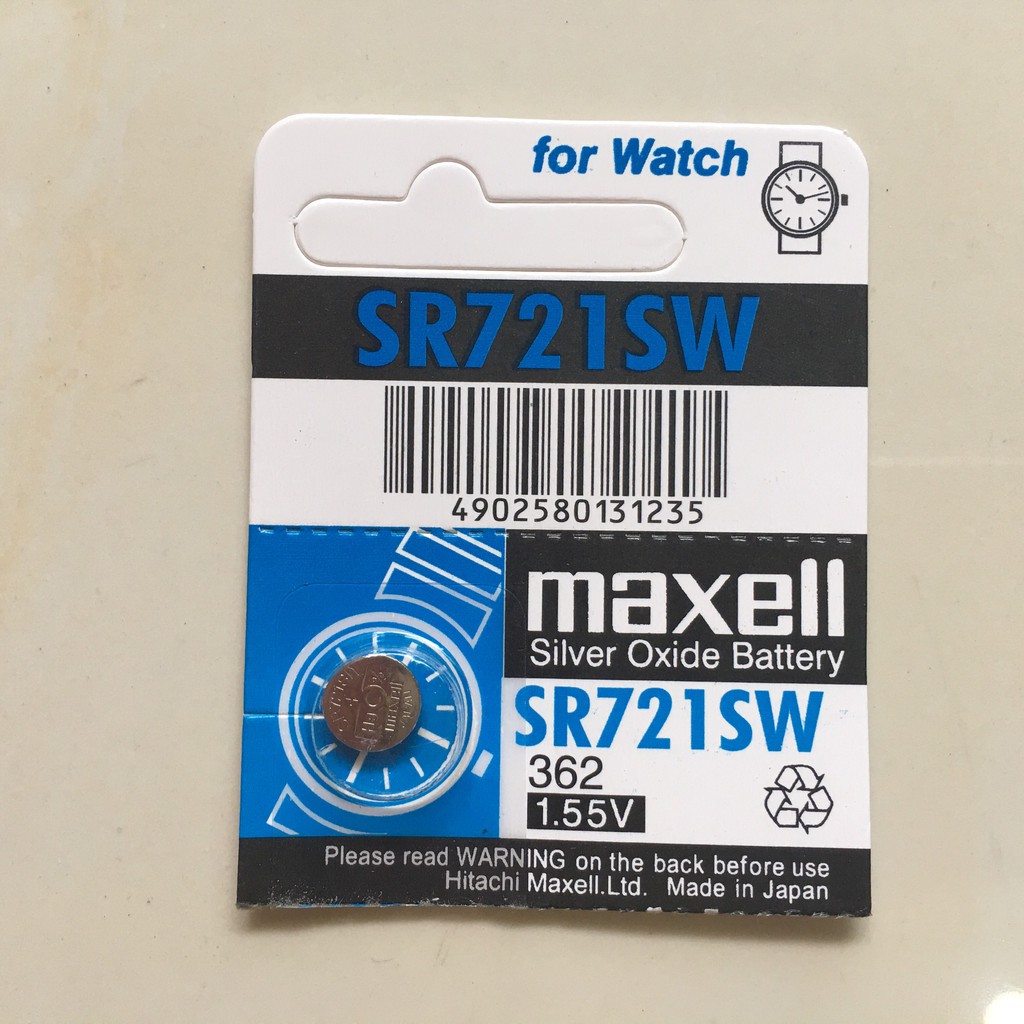 for Watch
SR721SW
4902580131235
maxell
Silver Oxide Battery
SR721SW
362
1.55V
Please read WARNING on the back before use
Hitachi Maxell.Ltd. Made in Japan